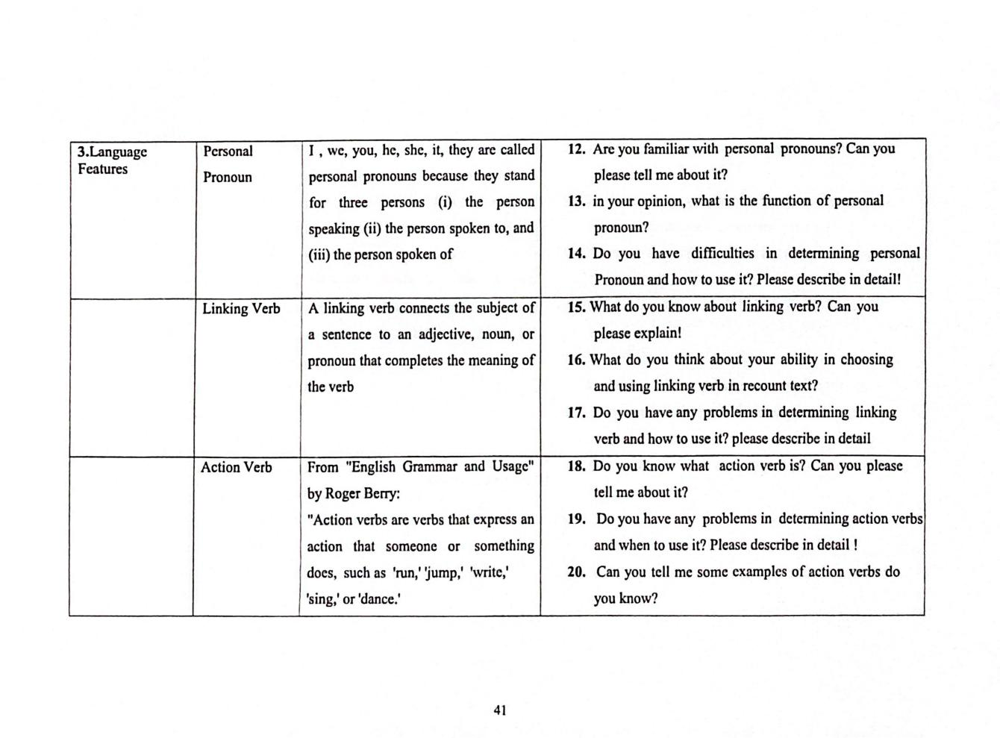 3.Language
Features
Personal
Pronoun
I , we, you, he, she, it, they are called
personal pronouns because they stand
for three persons (i) the person
speaking (ii) the person spoken to, and
(iii) the person spoken of
12. Are you familiar with personal pronouns? Can you
please tell me about it?
13. in your opinion, what is the function of personal
pronoun?
14. Do you have difficulties in determining personal
Pronoun and how to use it? Please describe in detail!
Linking Verb
A linking verb connects the subject of
a sentence to an adjective, noun, or
pronoun that completes the meaning of
the verb
15. What do you know about linking verb? Can you
please explain!
16. What do you think about your ability in choosing
and using linking verb in recount text?
17. Do you have any problems in determining linking
verb and how to use it? please describe in detail
Action Verb
From "English Grammar and Usage"
by Roger Berry:
"Action verbs are verbs that express an
action that someone or something
does, such as 'run,' 'jump,' 'write,'
'sing,' or 'dance.'
18. Do you know what action verb is? Can you please
tell me about it?
19. Do you have any problems in determining action verbs
and when to use it? Please describe in detail !
20. Can you tell me some examples of action verbs do
you know?
41